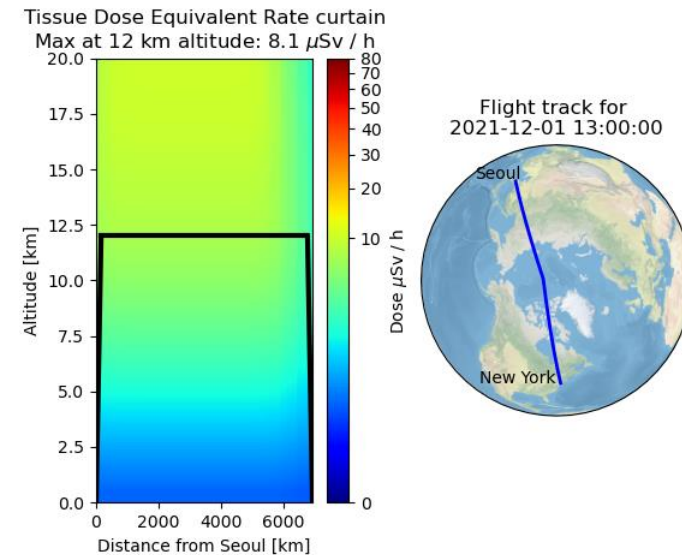 Tissue Dose Equivalent Rate curtain
Max at 12 km altitude: 8.1 μSv / h
20.0
17.5
15.0
12.5
10.0
7.5
5.0
2.5
0.0
Altitude [km]
0 2000 4000 6000
Distance from Seoul [km]
80
70
60
50
40
30
20
10
0
Dose μSv / h
Flight track for
2021-12-01 13:00:00
Seoul
New York